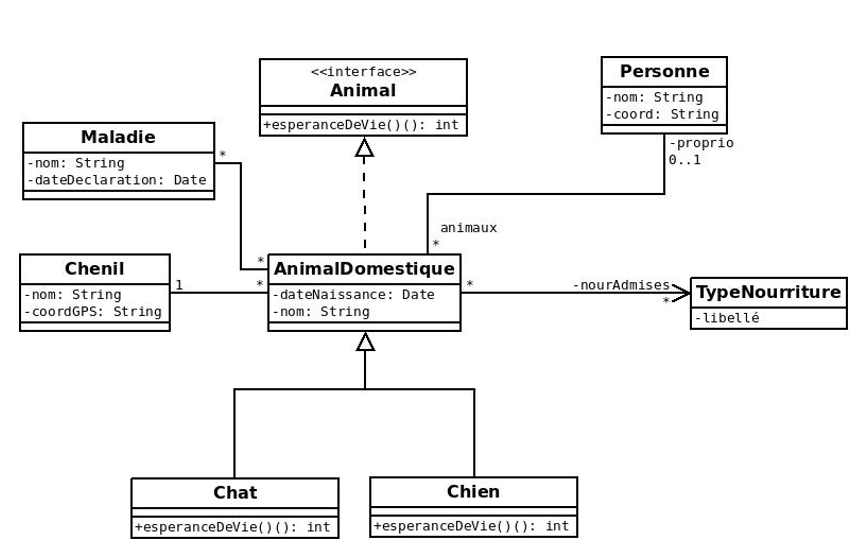 <<interface>>
Animal
+esperanceDeVie()(): int
Personne
-nom: String
-coord: String
-proprio
0..1
Maladie
-nom: String
-dateDeclaration: Date
*
*
animaux
*
Chenil
-nom: String
-coordGPS: String
1
*
AnimalDomestique
-dateNaissance: Date
-nom: String
*
-nourAdmises
*
TypeNourriture
-libellé
Chat
+esperanceDeVie()(): int
Chien
+esperanceDeVie()(): int